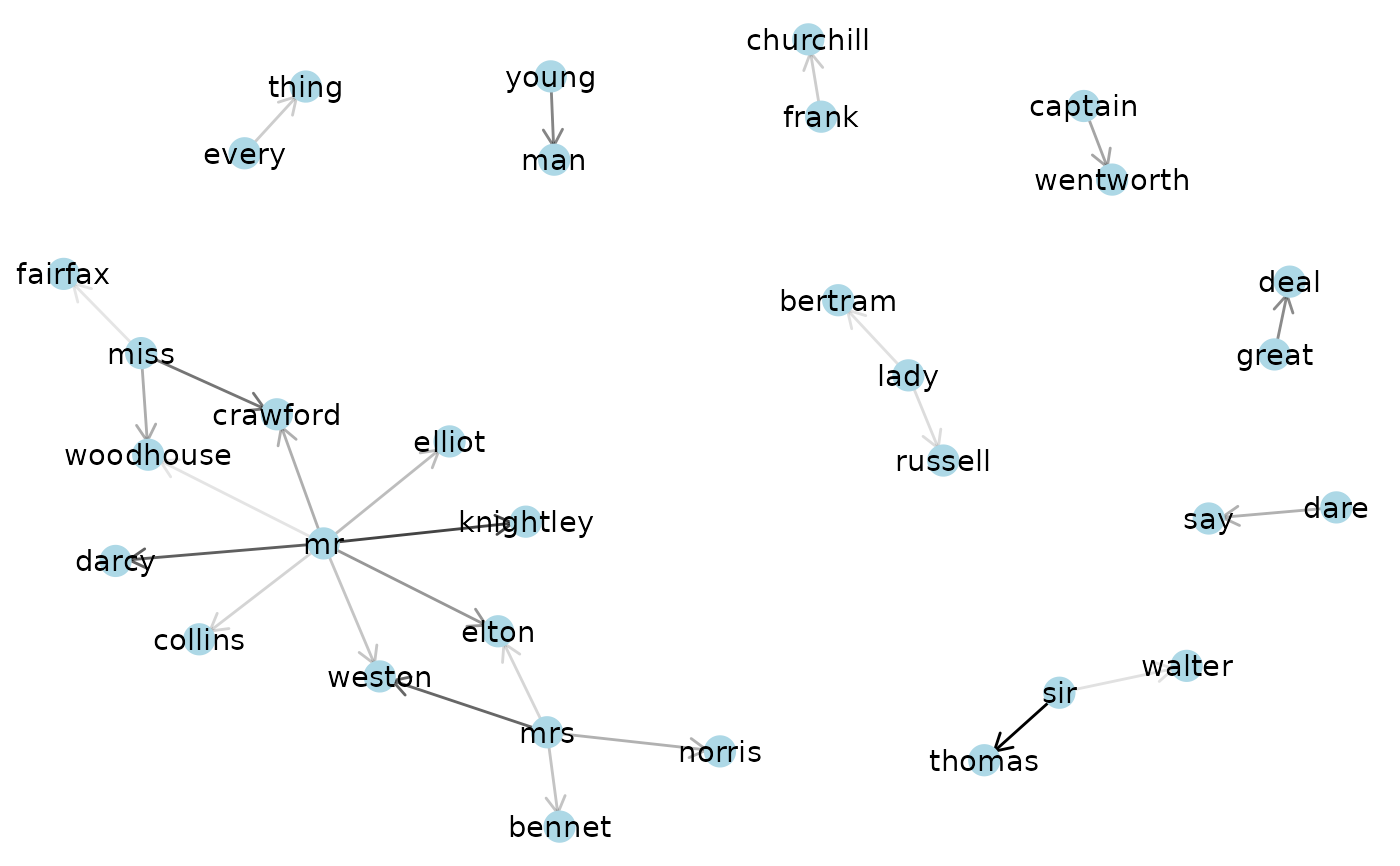 churchill
thing
young
captain
frank
every
man
wentworth
fairfax
deal
bertram
miss
great
lady
crawford
elliot
woodhouse
russell
knightley
say
dare
mr
darcy
collins
elton
walter
weston
sir
mrs
norris
thomas
bennet